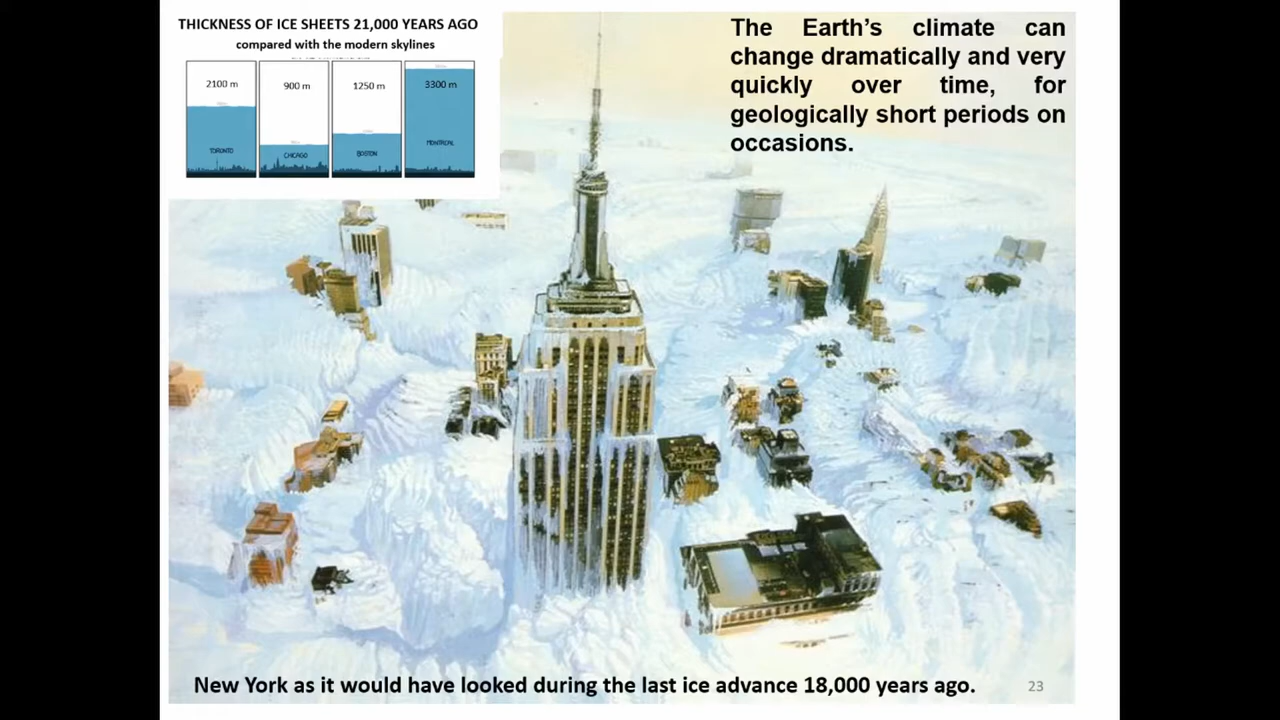 THICKNESS OF ICE SHEETS 21,000 YEARS AGO
compared with the modern skylines
2100 m
900 m
1250 m
3300 m
TORONTO
CHICAGO
BOSTON
MONTREAL
The Earth’s climate can
change dramatically and very
quickly over time, for
geologically short periods on
occasions.
New York as it would have looked during the last ice advance 18,000 years ago.
23